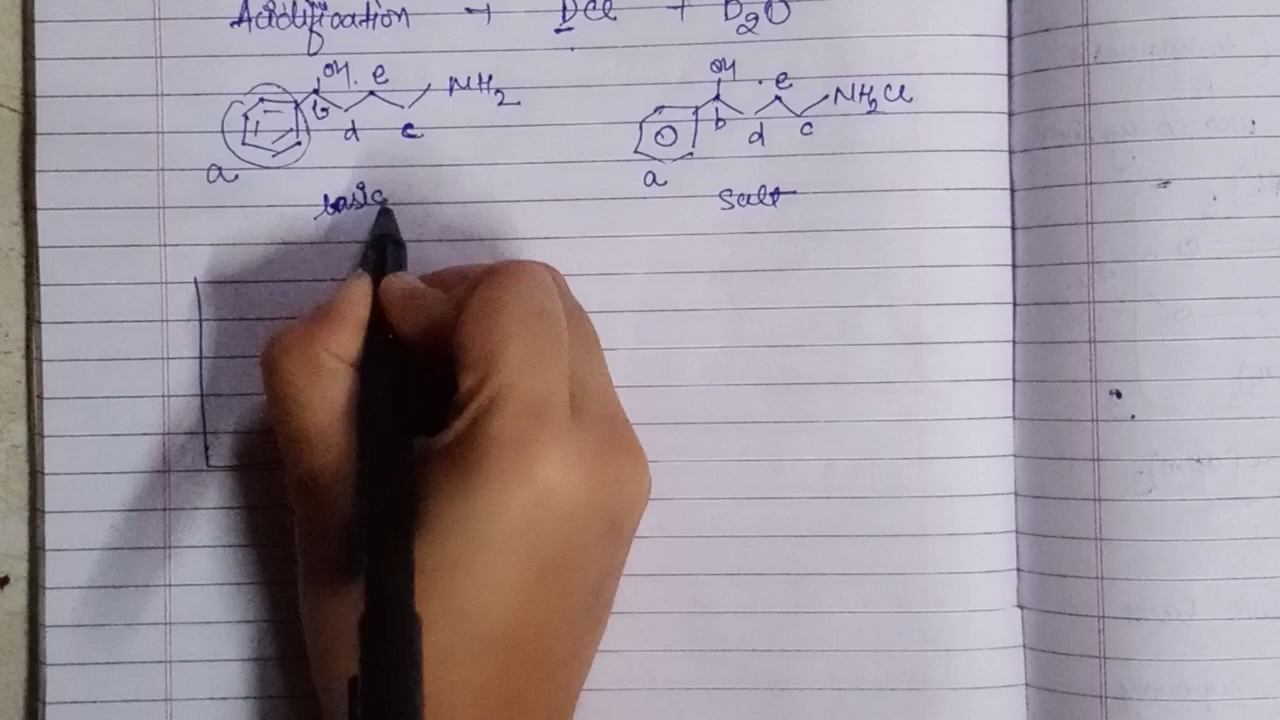 Acidification → DCl + D2O
OH e NH2 OH e NH2Cl
b d c b d c
a a
basic salt